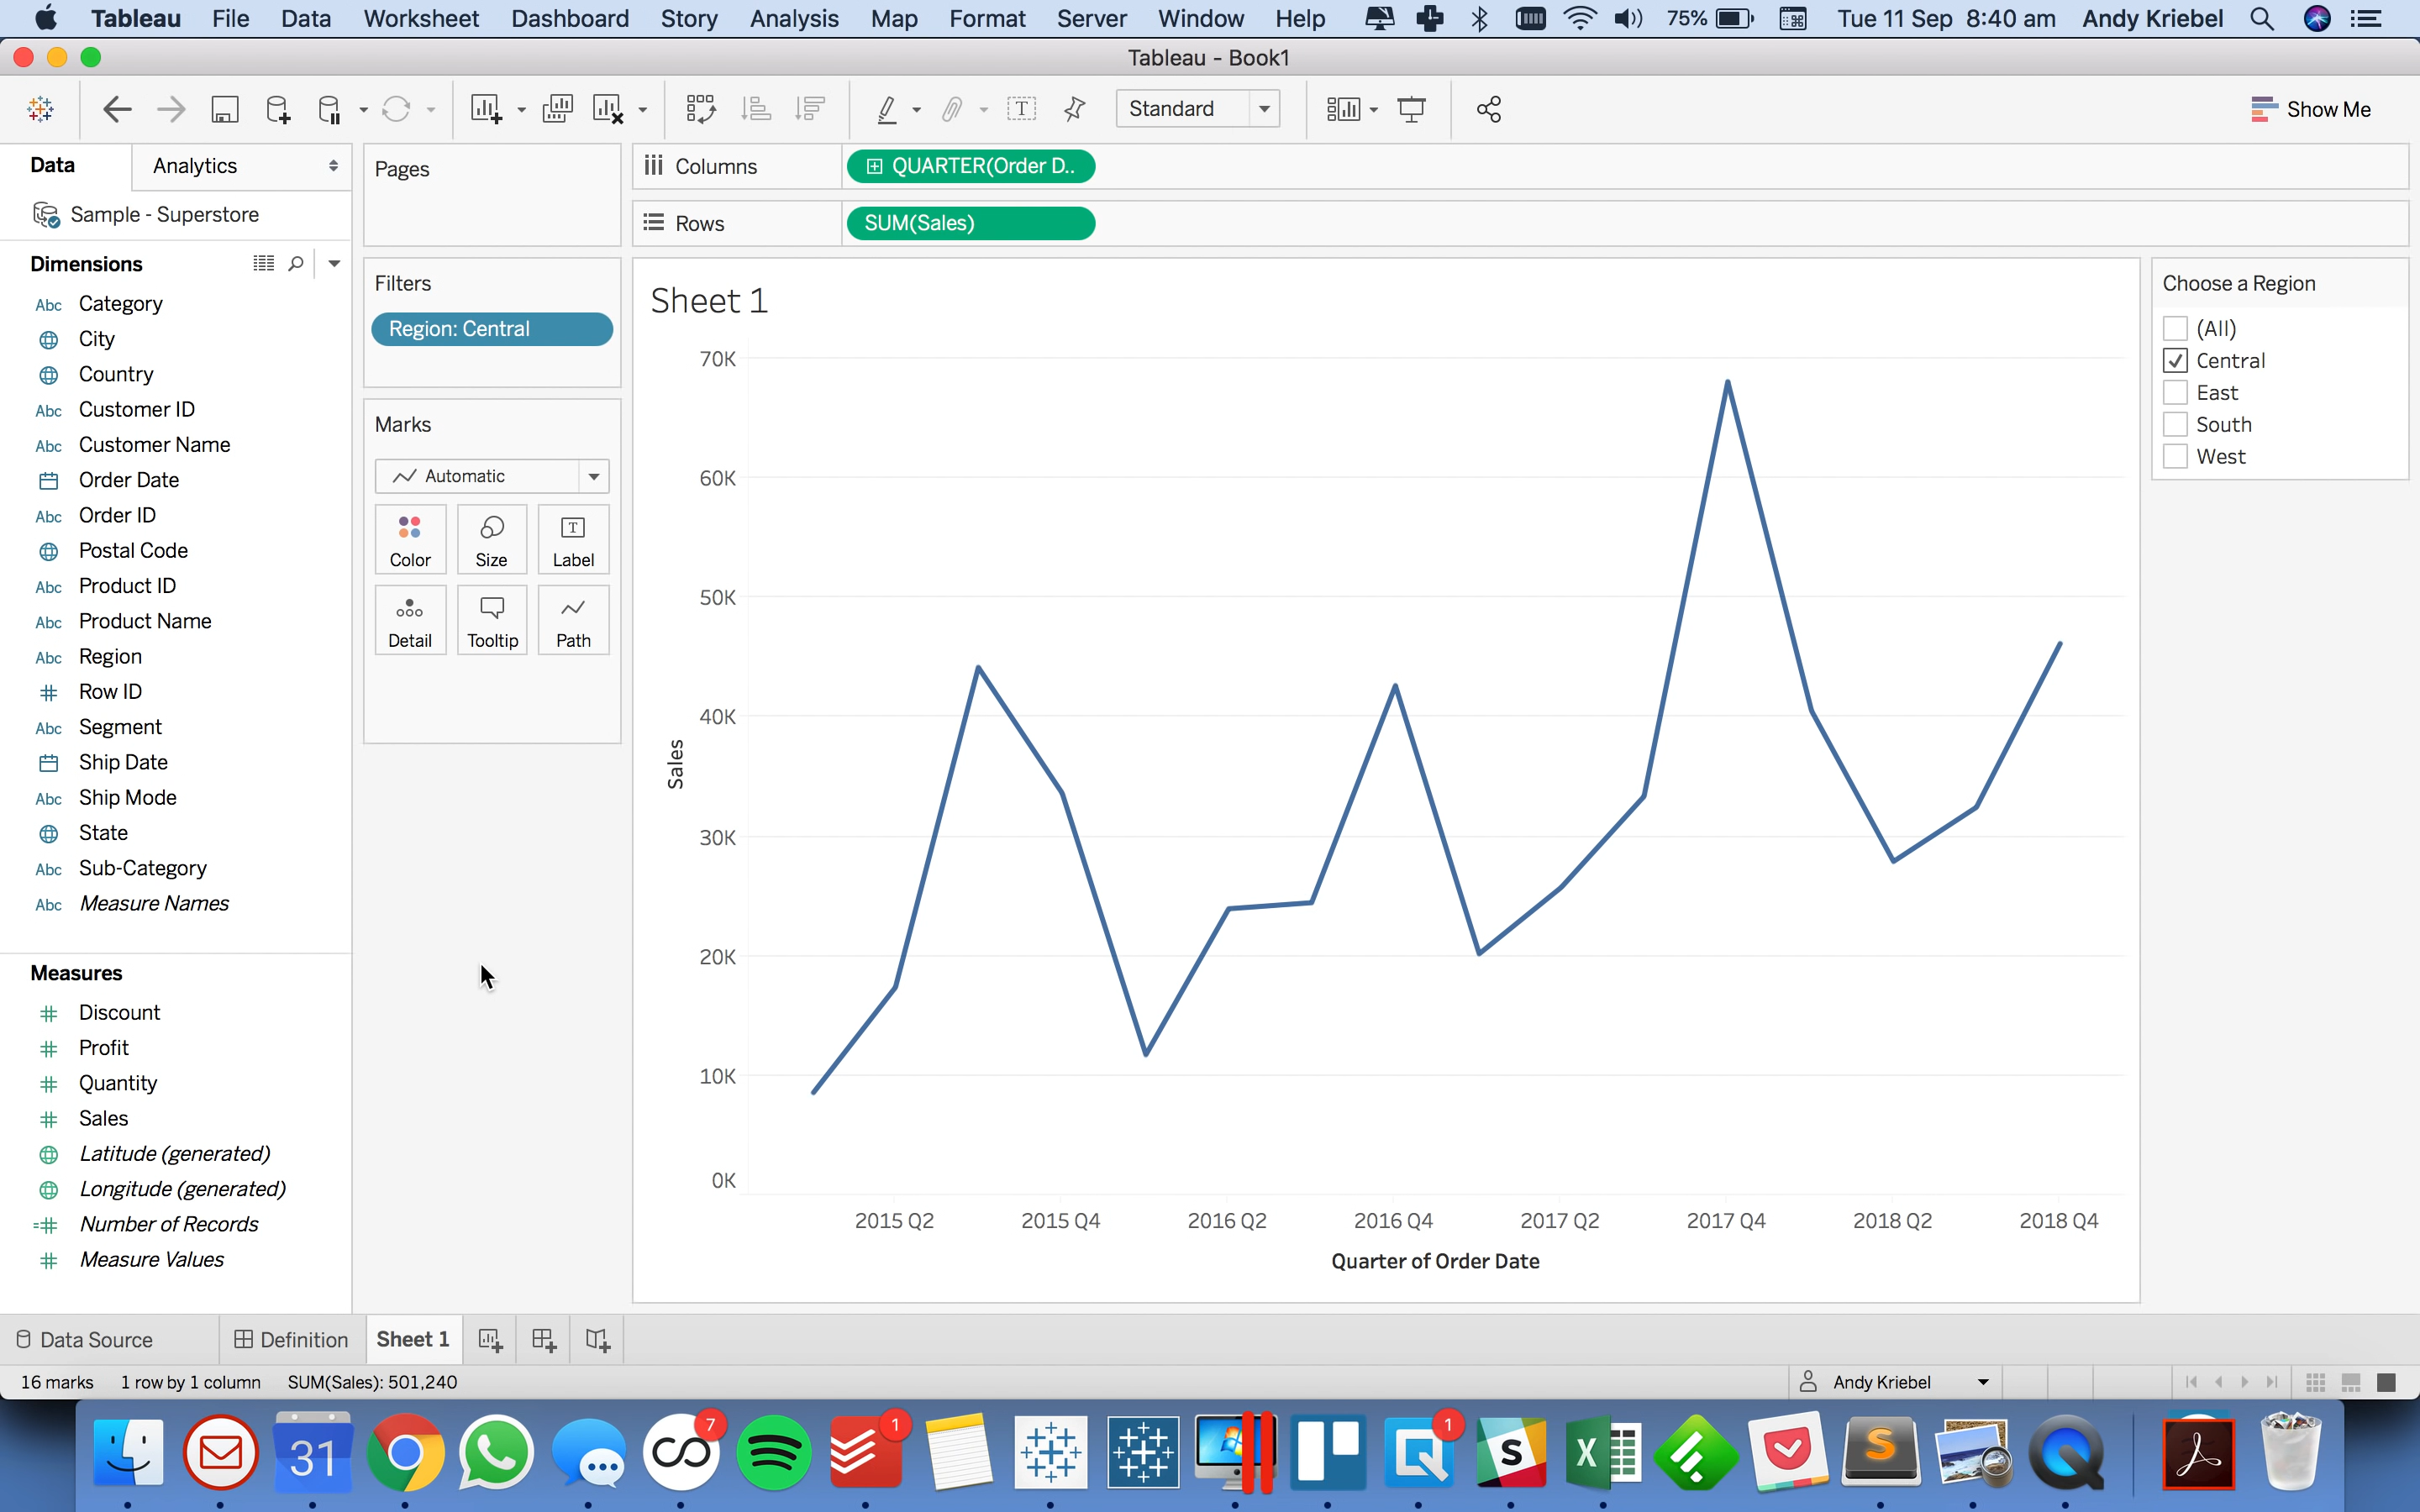 Tableau File Data Worksheet Dashboard Story Analysis Map Format Server Window Help 75% Tue 11 Sep 8:40 am Andy Kriebel
Tableau - Book1
Standard Show Me
Data Analytics
Sample - Superstore
Dimensions
Abc Category
City
Country
Abc Customer ID
Abc Customer Name
Order Date
Abc Order ID
Postal Code
Abc Product ID
Abc Product Name
Abc Region
Row ID
Abc Segment
Ship Date
Abc Ship Mode
State
Abc Sub-Category
Abc Measure Names
Measures
Discount
Profit
Quantity
Sales
Latitude (generated)
Longitude (generated)
Number of Records
Measure Values
Pages
Filters
Region: Central
Marks
Automatic
Color Size Label
Detail Tooltip Path
Columns QUARTER(Order D..
Rows SUM(Sales)
Sheet 1
70K
60K
50K
40K
30K
20K
10K
0K
Sales
2015 Q2 2015 Q4 2016 Q2 2016 Q4 2017 Q2 2017 Q4 2018 Q2 2018 Q4
Quarter of Order Date
Choose a Region
(All)
Central
East
South
West
Data Source Definition Sheet 1
16 marks 1 row by 1 column SUM(Sales): 501,240 Andy Kriebel
31 7 1 1 S X S